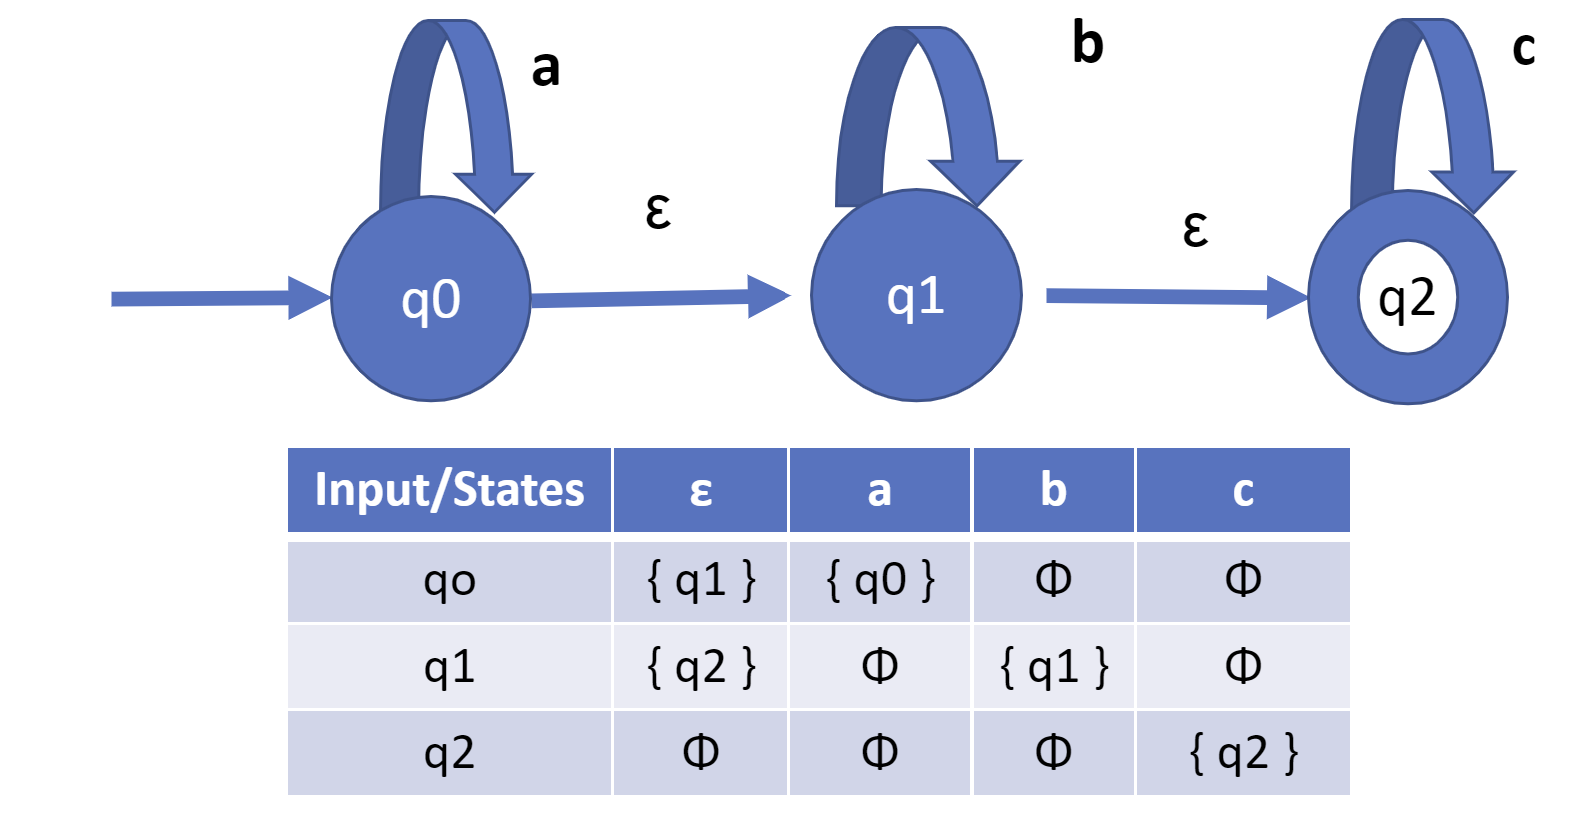 a
b
c
ε
ε
q0
q1
q2
Input/States ε a b c
qo { q1 } { q0 } Φ Φ
q1 { q2 } Φ { q1 } Φ
q2 Φ Φ Φ { q2 }